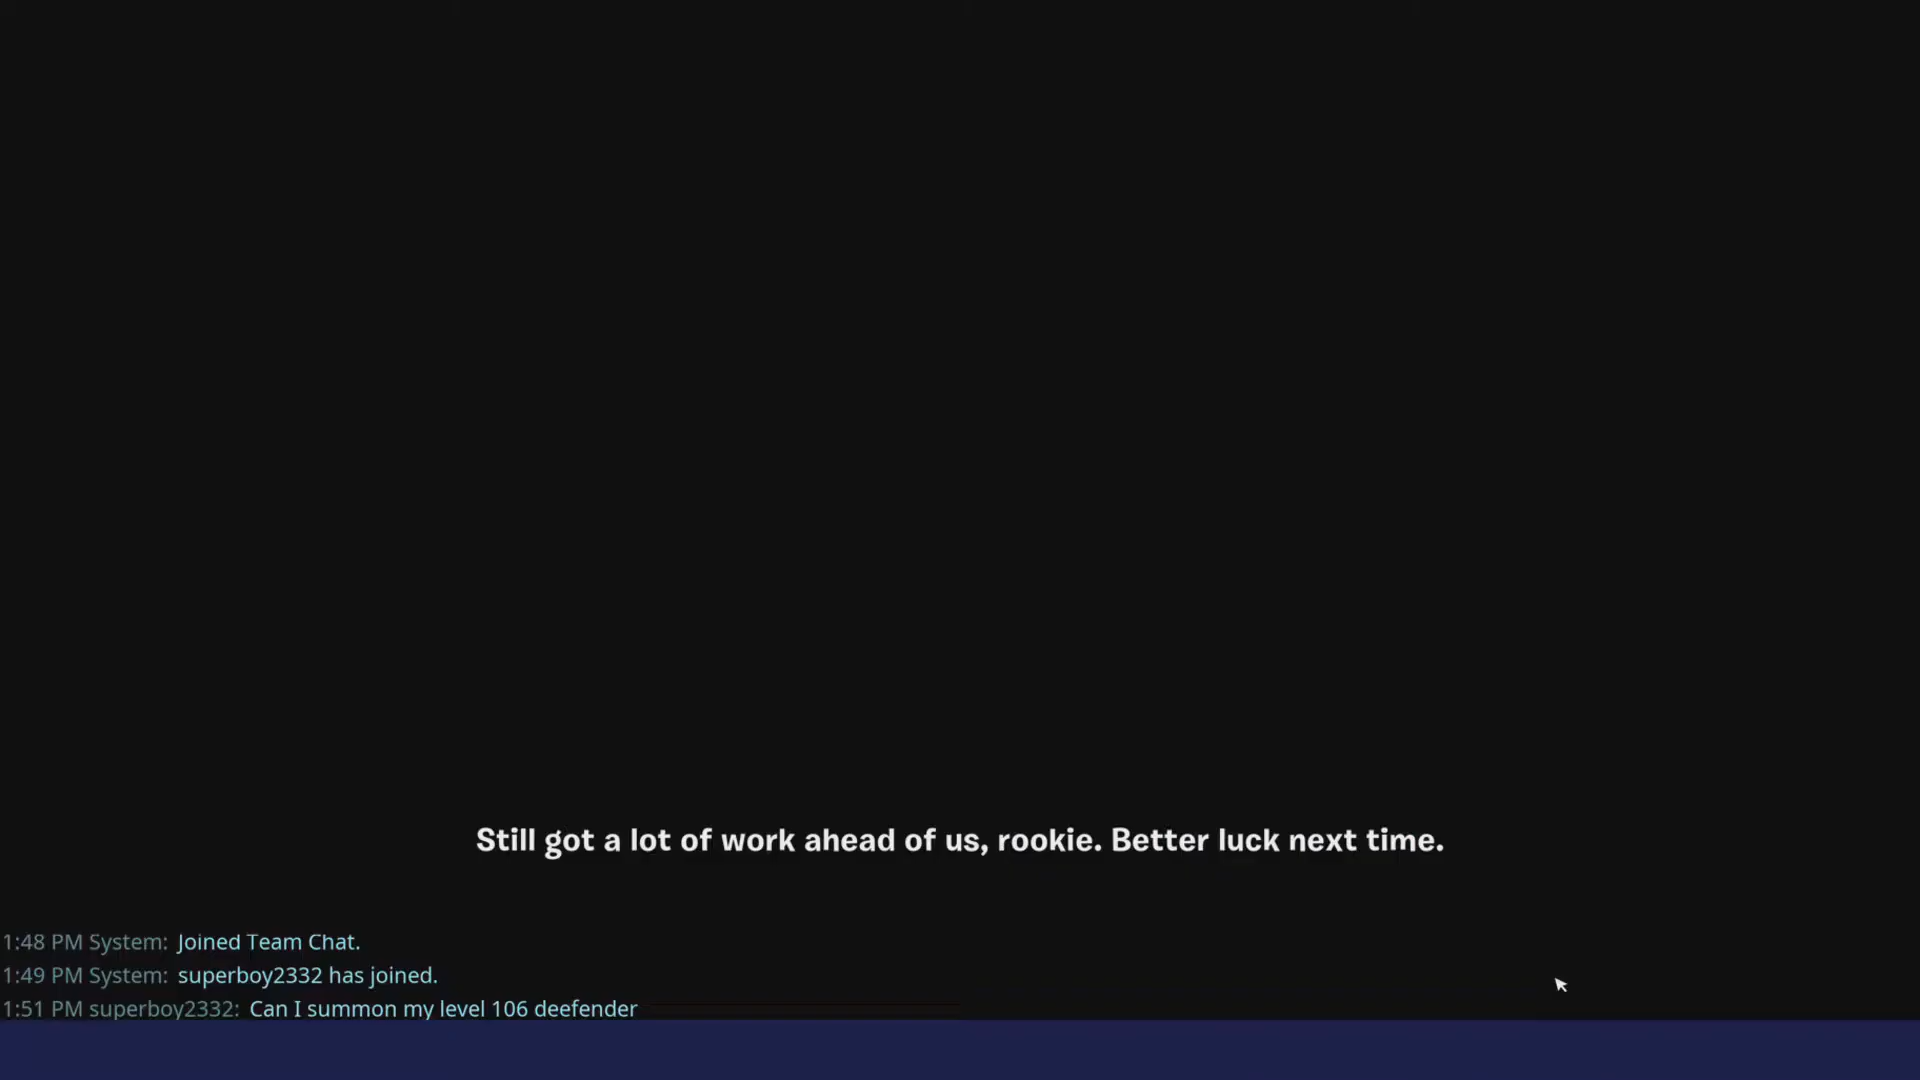 Still got a lot of work ahead of us, rookie. Better luck next time.
1:48 PM System: Joined Team Chat.
1:49 PM System: superboy2332 has joined.
1:51 PM superboy2332: Can I summon my level 106 deefender